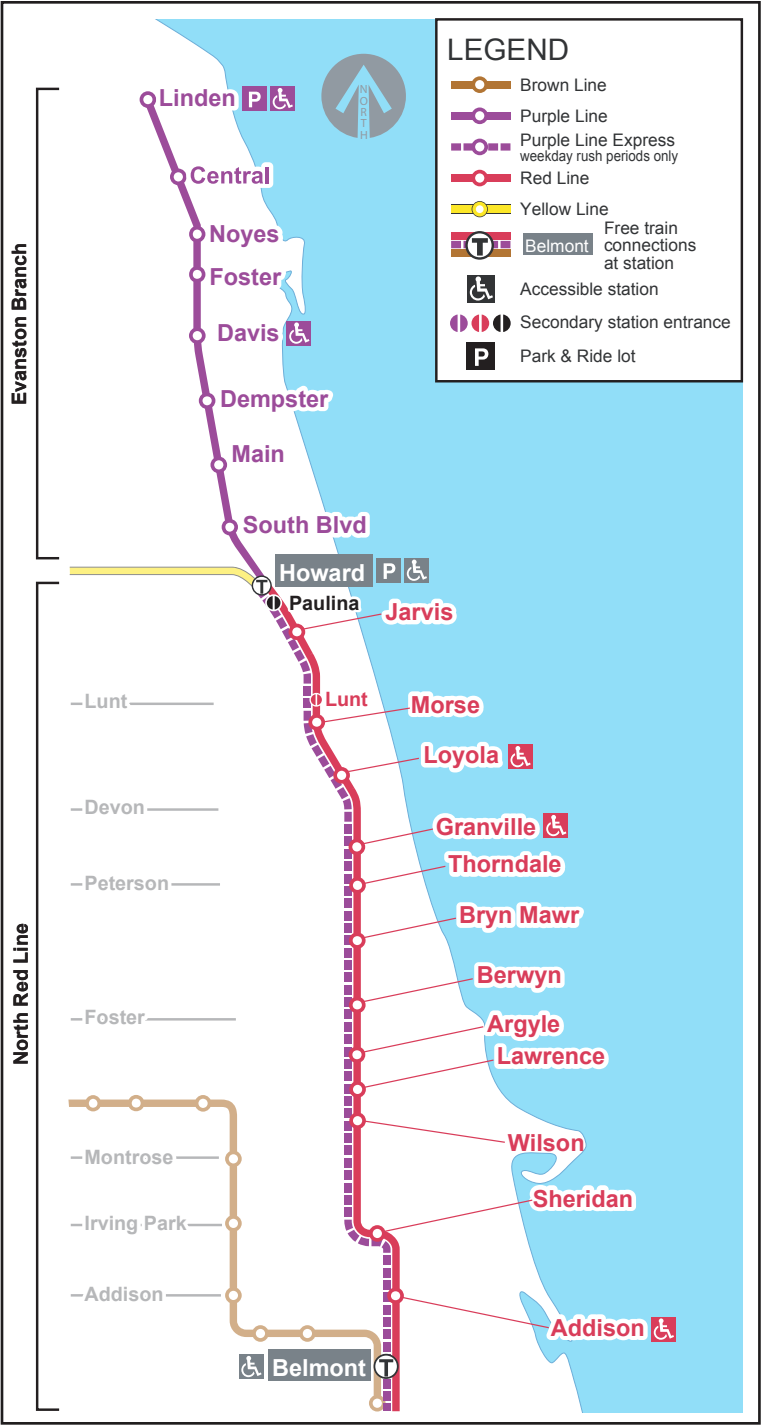 LEGEND
Brown Line
Purple Line
Purple Line Express
weekday rush periods only
Red Line
Yellow Line
T
Belmont
Free train
connections
at station
Accessible station
Secondary station entrance
P
Park & Ride lot
NORTH
Evanston Branch
Linden P
Central
Noyes
Foster
Davis
Dempster
Main
South Blvd
T
Howard P
Paulina
North Red Line
Jarvis
Lunt
Lunt
Morse
Loyola
Devon
Granville
Thorndale
Peterson
Bryn Mawr
Berwyn
Foster
Argyle
Lawrence
Wilson
Montrose
Sheridan
Irving Park
Addison
Addison
Belmont
T